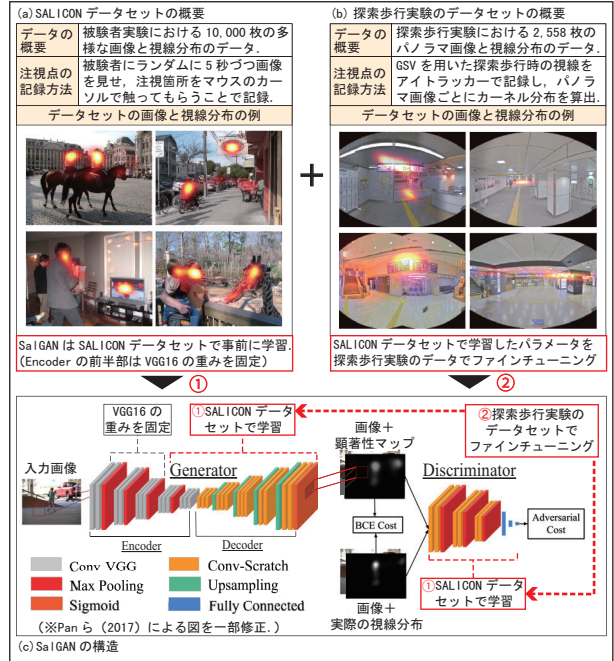 (a)SALICON データセットの概要
データの
概要
被験者実験における 10,000 枚の多
様な画像と視線分布のデータ.
注視点の
記録方法
被験者にランダムに 5 秒づつ画像
を見せ,注視箇所をマウスのカー
ソルで触ってもらうことで記録.
データセットの画像と視線分布の例
SalGAN は SALICON データセットで事前に学習.
(Encoder の前半部は VGG16 の重みを固定)
①
+
(b) 探索歩行実験のデータセットの概要
データの
概要
探索歩行実験における 2,558 枚の
パノラマ画像と視線分布のデータ.
注視点の
記録方法
GSV を用いた探索歩行時の視線を
アイトラッカーで記録し,パノラ
マ画像ごとにカーネル分布を算出.
データセットの画像と視線分布の例
SALICON データセットで学習したパラメータを
探索歩行実験のデータでファインチューニング
②
VGG16 の
重みを固定
①SALICON データ
セットで学習
画像+
顕著性マップ
②探索歩行実験の
データセットで
ファインチューニング
入力画像
Generator
Discriminator
BCE Cost
Adversarial
Cost
Encoder
Decoder
Conv VGG
Max Pooling
Sigmoid
Conv-Scratch
Upsampling
Fully Connected
①SALICON データ
セットで学習
画像+
実際の視線分布
(※Pan ら (2017) による図を一部修正.)
(c)SalGAN の構造